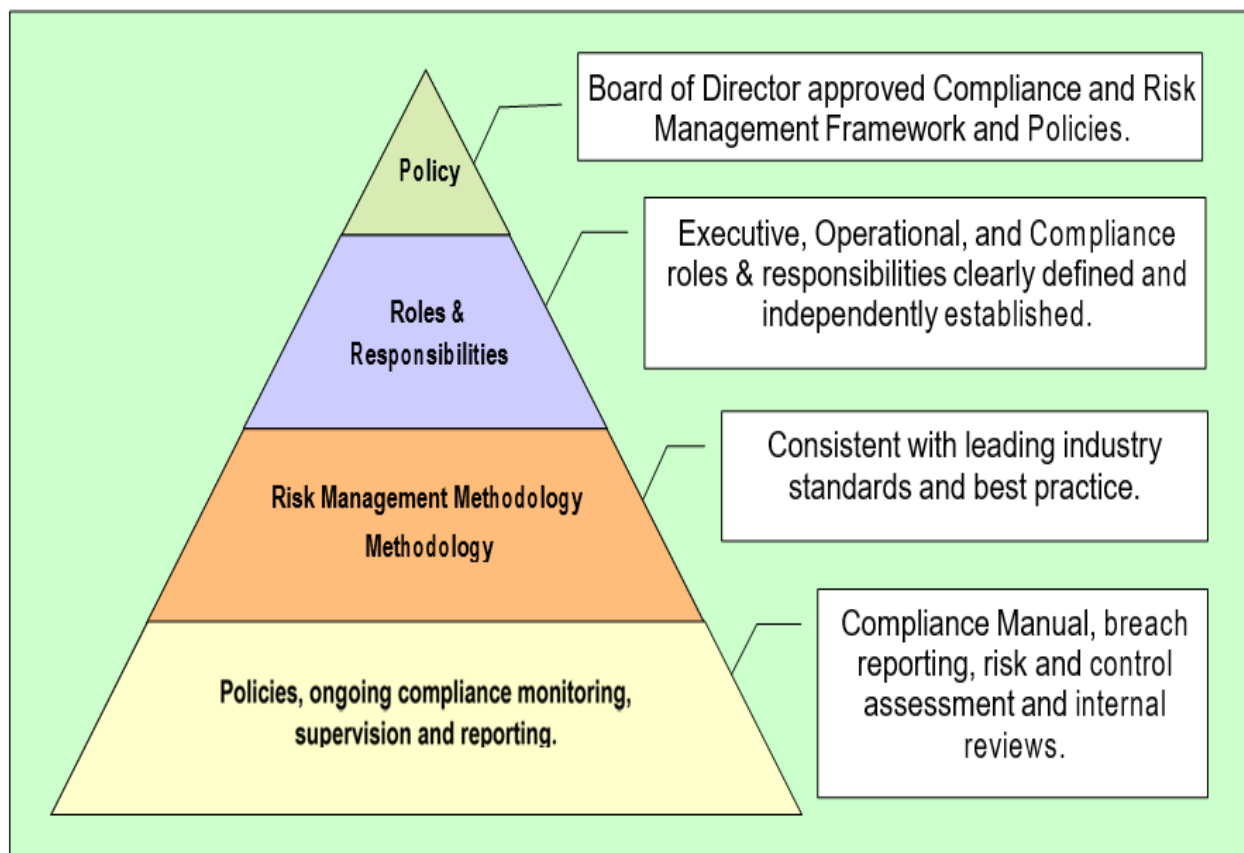 Board of Director approved Compliance and Risk
Management Framework and Policies.
Policy
Executive, Operational, and Compliance
roles & responsibilities clearly defined and
independently established.
Roles &
Responsibilities
Consistent with leading industry
standards and best practice.
Risk Management Methodology
Methodology
Compliance Manual, breach
reporting, risk and control
assessment and internal
reviews.
Policies, ongoing compliance monitoring,
supervision and reporting.